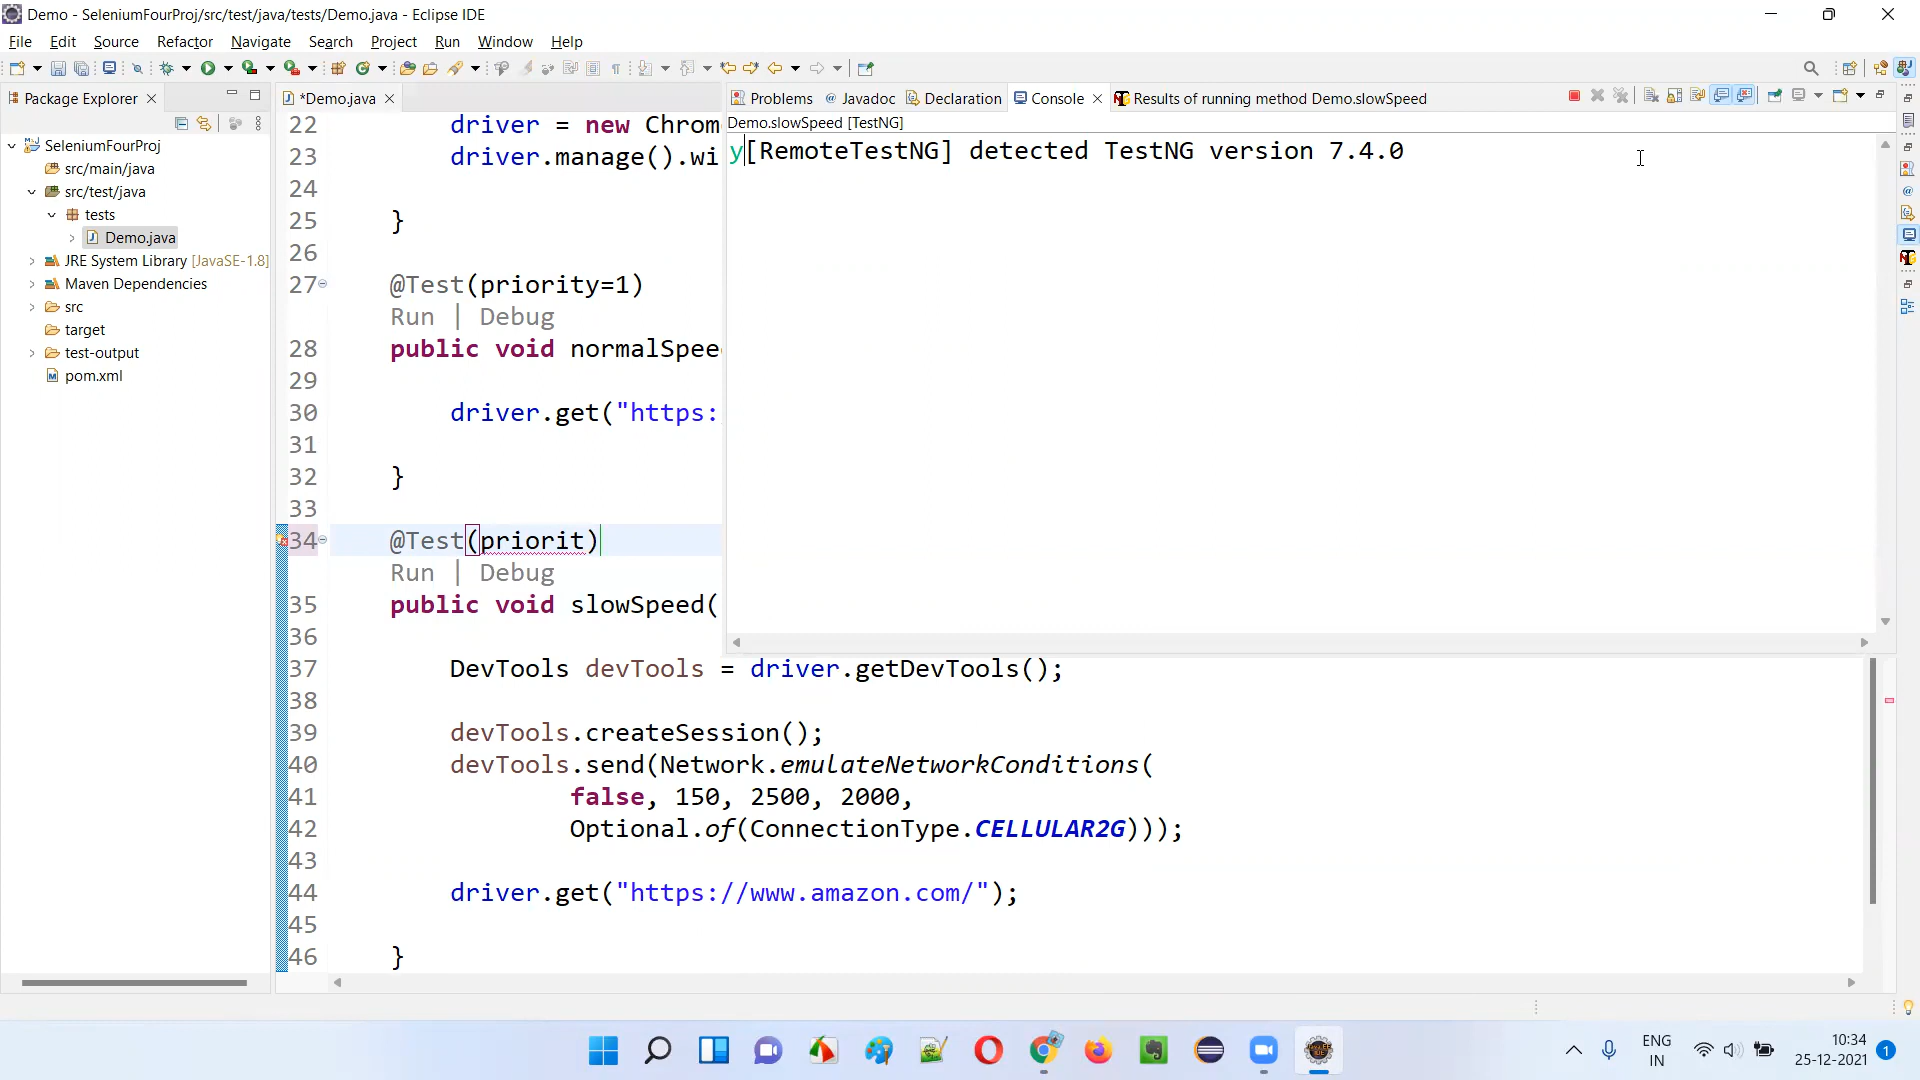 Demo - SeleniumFourProj/src/test/java/tests/Demo.java - Eclipse IDE
File Edit Source Refactor Navigate Search Project Run Window Help
Package Explorer
SeleniumFourProj
src/main/java
src/test/java
tests
Demo.java
JRE System Library [JavaSE-1.8]
Maven Dependencies
src
target
test-output
pom.xml
*Demo.java
22 driver = new Chrom
23 driver.manage().wi
24
25 }
26
27 @Test(priority=1)
Run | Debug
28 public void normalSpee
29
30 driver.get("https:
31
32 }
33
34 @Test(priorit)
Run | Debug
35 public void slowSpeed(
36
37 DevTools devTools = driver.getDevTools();
38
39 devTools.createSession();
40 devTools.send(Network.emulateNetworkConditions(
41 false, 150, 2500, 2000,
42 Optional.of(ConnectionType.CELLULAR2G)));
43
44 driver.get("https://www.amazon.com/");
45
46 }
Problems @ Javadoc Declaration Console Results of running method Demo.slowSpeed
Demo.slowSpeed [TestNG]
y[RemoteTestNG] detected TestNG version 7.4.0
ENG
IN
10:34
25-12-2021
1